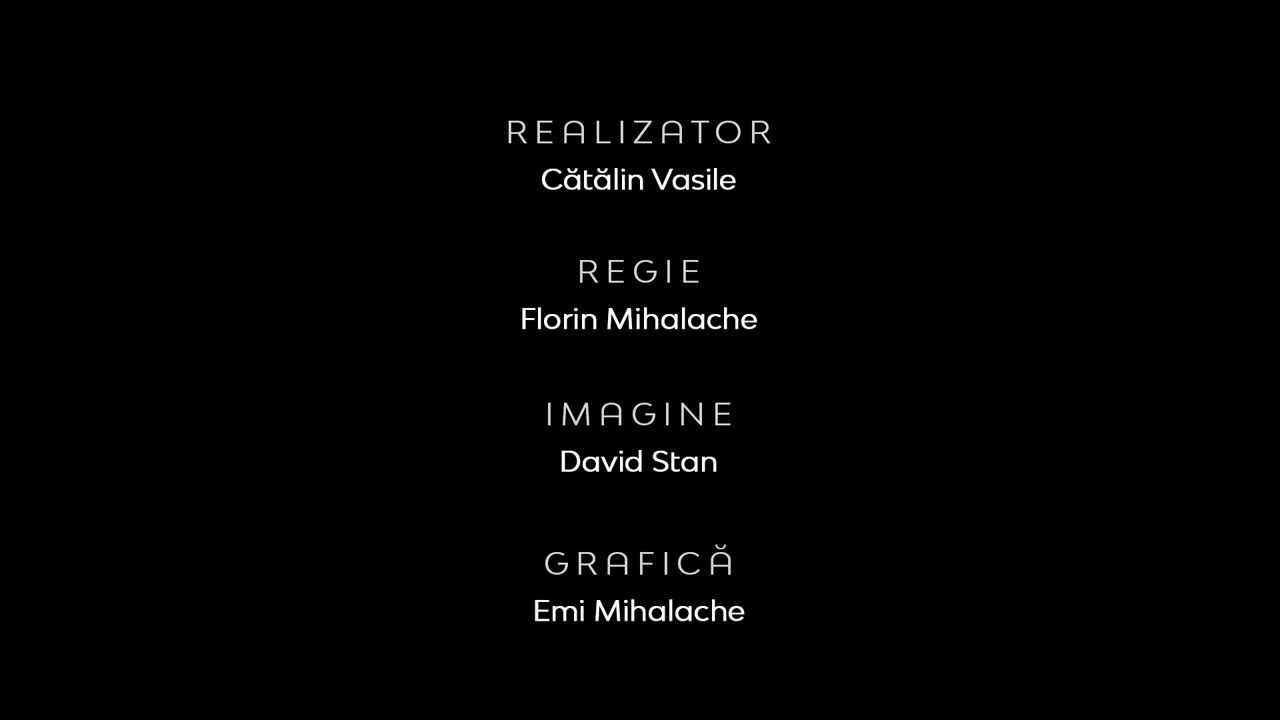 REALIZATOR
Cătălin Vasile
REGIE
Florin Mihalache
IMAGINE
David Stan
GRAFICĂ
Emi Mihalache